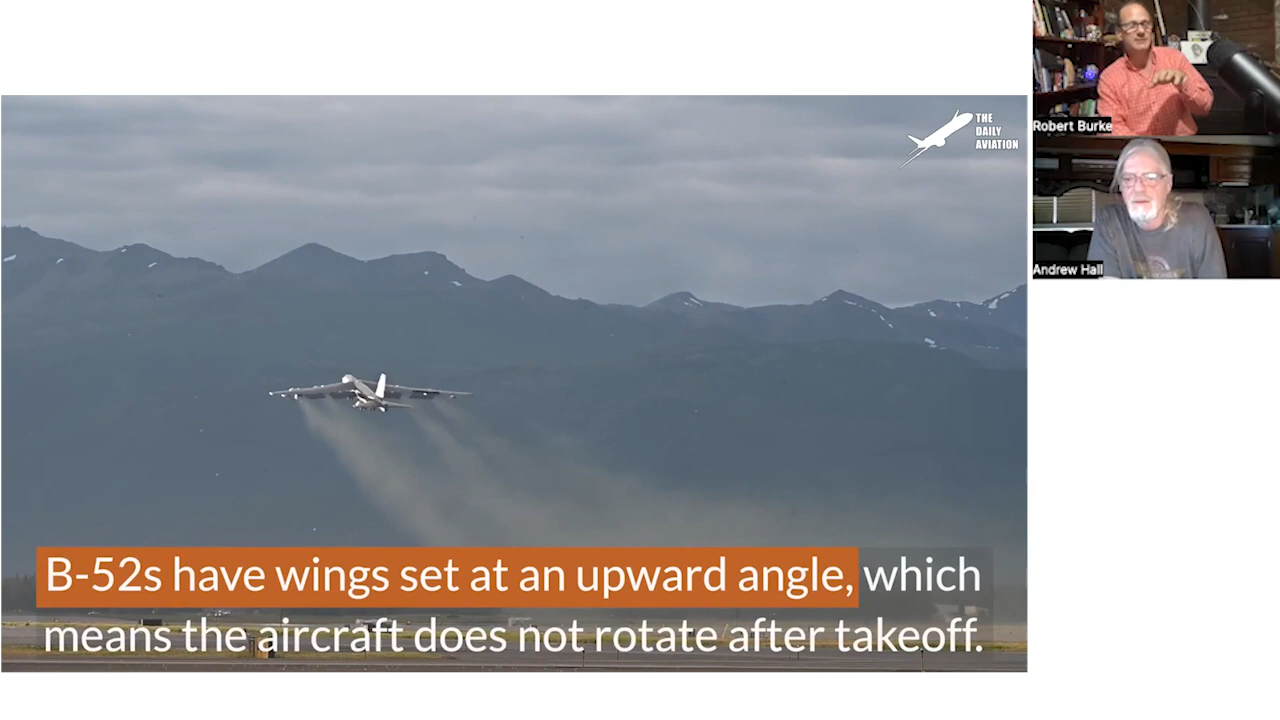 THE
DAILY
AVIATION
Robert Burke
Andrew Hall
B-52s have wings set at an upward angle, which
means the aircraft does not rotate after takeoff.